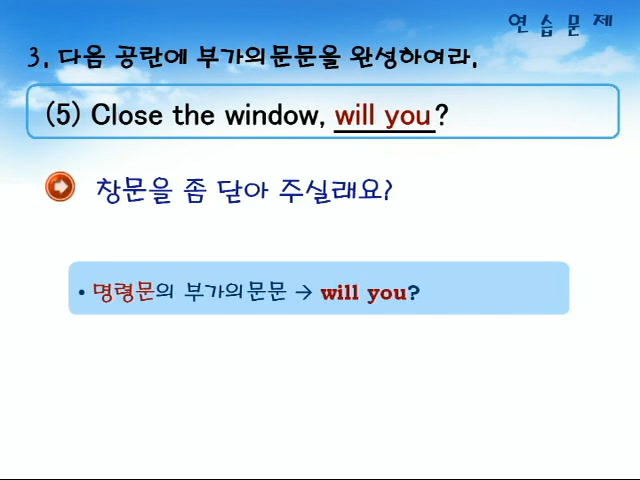 연습문제
3. 다음 공란에 부가의문문을 완성하여라.
(5) Close the window, will you?
창문을 좀 닫아 주실래요?
• 명령문의 부가의문문 → will you?